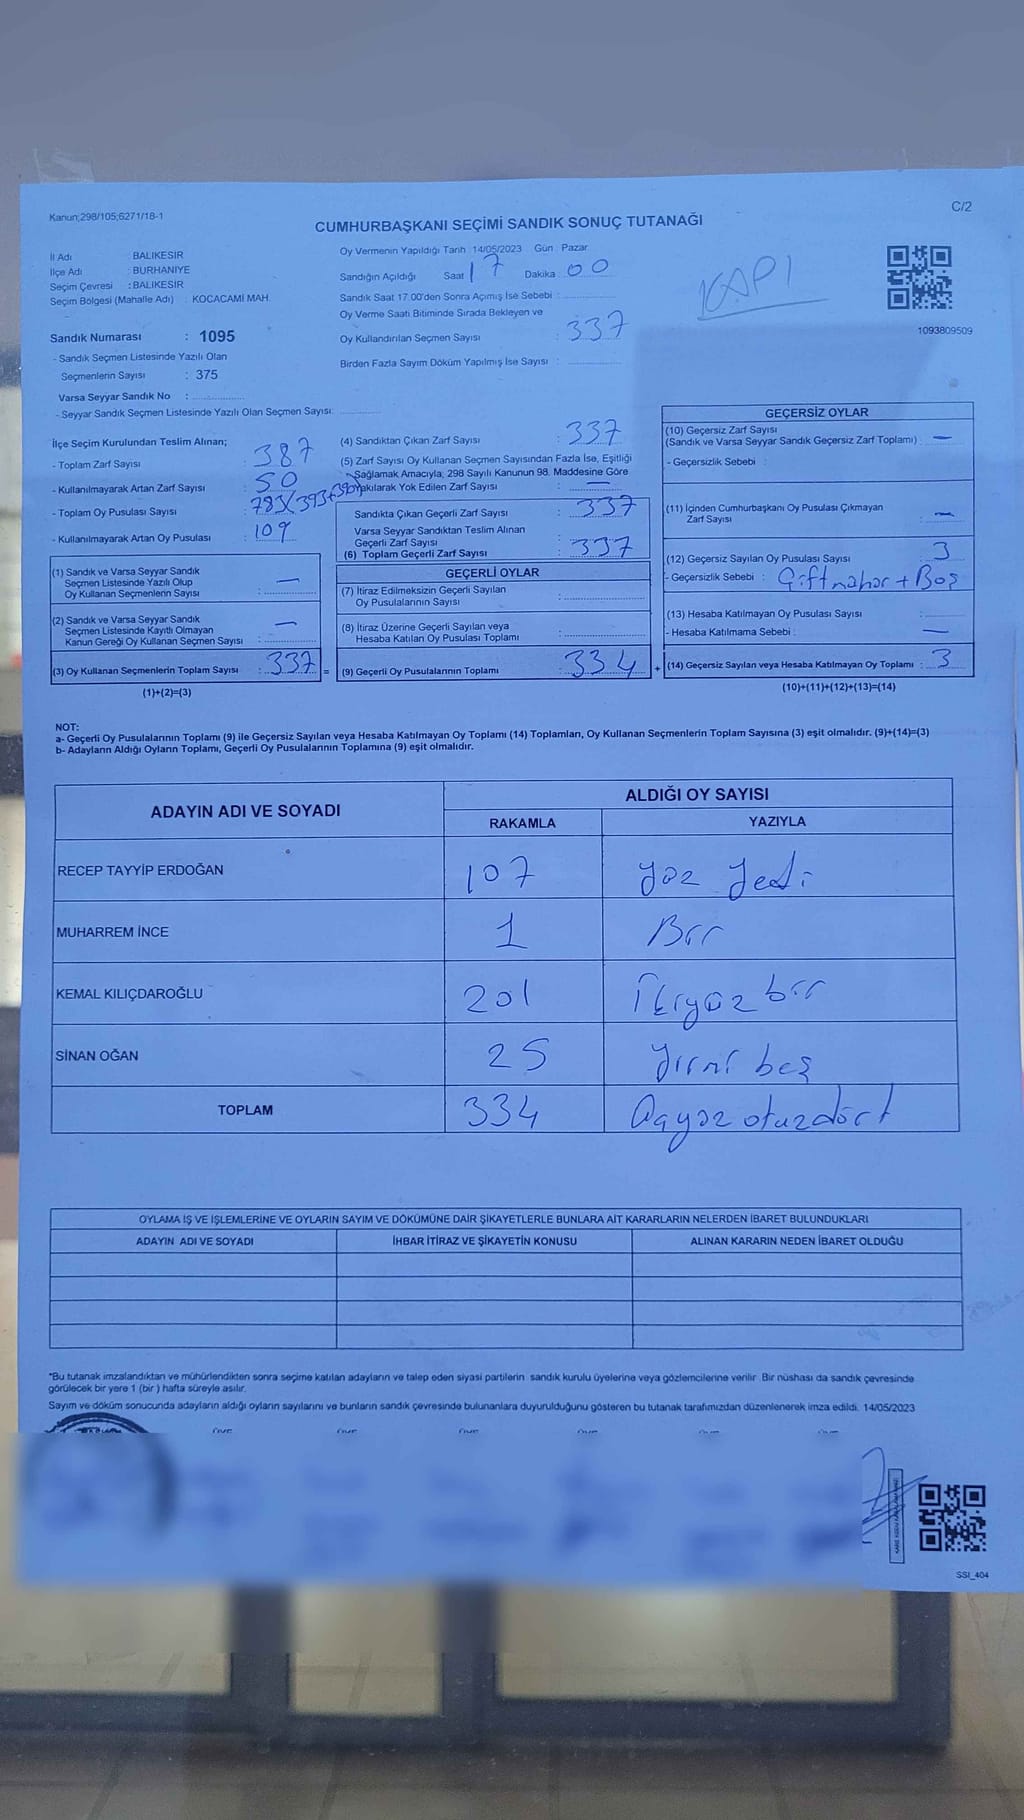 Kanun;298/105;6271/18-1
C/2
CUMHURBAŞKANI SEÇİMİ SANDIK SONUÇ TUTANAĞI
İl Adı : BALIKESİR
İlçe Adı : BURHANİYE
Seçim Çevresi : BALIKESİR
Seçim Bölgesi (Mahalle Adı) : KOCACAMİ MAH.
Oy Vermenin Yapıldığı Tarih 14/05/2023 Gün : Pazar
Sandığın Açıldığı Saat 17 Dakika 00
Sandık Saat 17.00'den Sonra Açımış İse Sebebi :
Oy Verme Saati Bitiminde Sırada Bekleyen ve
Oy Kullandırılan Seçmen Sayısı : 337
Birden Fazla Sayım Döküm Yapılmış İse Sayısı :
KAPI
1093809509
Sandık Numarası : 1095
- Sandık Seçmen Listesinde Yazılı Olan
Seçmenlerin Sayısı : 375
Varsa Seyyar Sandık No :
- Seyyar Sandık Seçmen Listesinde Yazılı Olan Seçmen Sayısı:
İlçe Seçim Kurulundan Teslim Alınan;
- Toplam Zarf Sayısı : 387
- Kullanılmayarak Artan Zarf Sayısı : 50
- Toplam Oy Pusulası Sayısı : 783(393+390)
- Kullanılmayarak Artan Oy Pusulası : 109
(1) Sandık ve Varsa Seyyar Sandık
Seçmen Listesinde Yazılı Olup
Oy Kullanan Seçmenlerin Sayısı : —
(2) Sandık ve Varsa Seyyar Sandık
Seçmen Listesinde Kayıtlı Olmayan
Kanun Gereği Oy Kullanan Seçmen Sayısı : —
(3) Oy Kullanan Seçmenlerin Toplam Sayısı : 337 =
(1)+(2)=(3)
(4) Sandıktan Çıkan Zarf Sayısı : 337
(5) Zarf Sayısı Oy Kullanan Seçmen Sayısından Fazla İse, Eşitliği
Sağlamak Amacıyla; 298 Sayılı Kanunun 98. Maddesine Göre
Yakılarak Yok Edilen Zarf Sayısı : —
Sandıkta Çıkan Geçerli Zarf Sayısı : 337
Varsa Seyyar Sandıktan Teslim Alınan
Geçerli Zarf Sayısı
(6) Toplam Geçerli Zarf Sayısı : 337
GEÇERLİ OYLAR
(7) İtiraz Edilmeksizin Geçerli Sayılan
Oy Pusulalarının Sayısı :
(8) İtiraz Üzerine Geçerli Sayılan veya
Hesaba Katılan Oy Pusulası Toplamı :
(9) Geçerli Oy Pusulalarının Toplamı : 334 +
GEÇERSİZ OYLAR
(10) Geçersiz Zarf Sayısı
(Sandık ve Varsa Seyyar Sandık Geçersiz Zarf Toplamı) : —
- Geçersizlik Sebebi :
(11) İçinden Cumhurbaşkanı Oy Pusulası Çıkmayan
Zarf Sayısı : —
(12) Geçersiz Sayılan Oy Pusulası Sayısı : 3
- Geçersizlik Sebebi : Çift mühür + Boş
(13) Hesaba Katılmayan Oy Pusulası Sayısı :
- Hesaba Katılmama Sebebi : —
(14) Geçersiz Sayılan veya Hesaba Katılmayan Oy Toplamı : 3
(10)+(11)+(12)+(13)=(14)
NOT:
a- Geçerli Oy Pusulalarının Toplamı (9) ile Geçersiz Sayılan veya Hesaba Katılmayan Oy Toplamı (14) Toplamları, Oy Kullanan Seçmenlerin Toplam Sayısına (3) eşit olmalıdır. (9)+(14)=(3)
b- Adayların Aldığı Oyların Toplamı, Geçerli Oy Pusulalarının Toplamına (9) eşit olmalıdır.
ADAYIN ADI VE SOYADI
ALDIĞI OY SAYISI
RAKAMLA YAZIYLA
RECEP TAYYİP ERDOĞAN 107 yüz yedi
MUHARREM İNCE 1 Bir
KEMAL KILIÇDAROĞLU 201 İkiyüz bir
SİNAN OĞAN 25 yirmi beş
TOPLAM 334 üçyüz otuzdört
OYLAMA İŞ VE İŞLEMLERİNE VE OYLARIN SAYIM VE DÖKÜMÜNE DAİR ŞİKAYETLERLE BUNLARA AİT KARARLARIN NELERDEN İBARET BULUNDUKLARI
ADAYIN ADI VE SOYADI İHBAR İTİRAZ VE ŞİKAYETİN KONUSU ALINAN KARARIN NEDEN İBARET OLDUĞU
*Bu tutanak imzalandıktan ve mühürlendikten sonra seçime katılan adayların ve talep eden siyasi partilerin sandık kurulu üyelerine veya gözlemcilerine verilir. Bir nüshası da sandık çevresinde
görülecek bir yere 1 (bir ) hafta süreyle asılır.
Sayım ve döküm sonucunda adayların aldığı oyların sayılarını ve bunların sandık çevresinde bulunanlara duyurulduğunu gösteren bu tutanak tarafımızdan düzenlenerek imza edildi. 14/05/2023
SSI_404